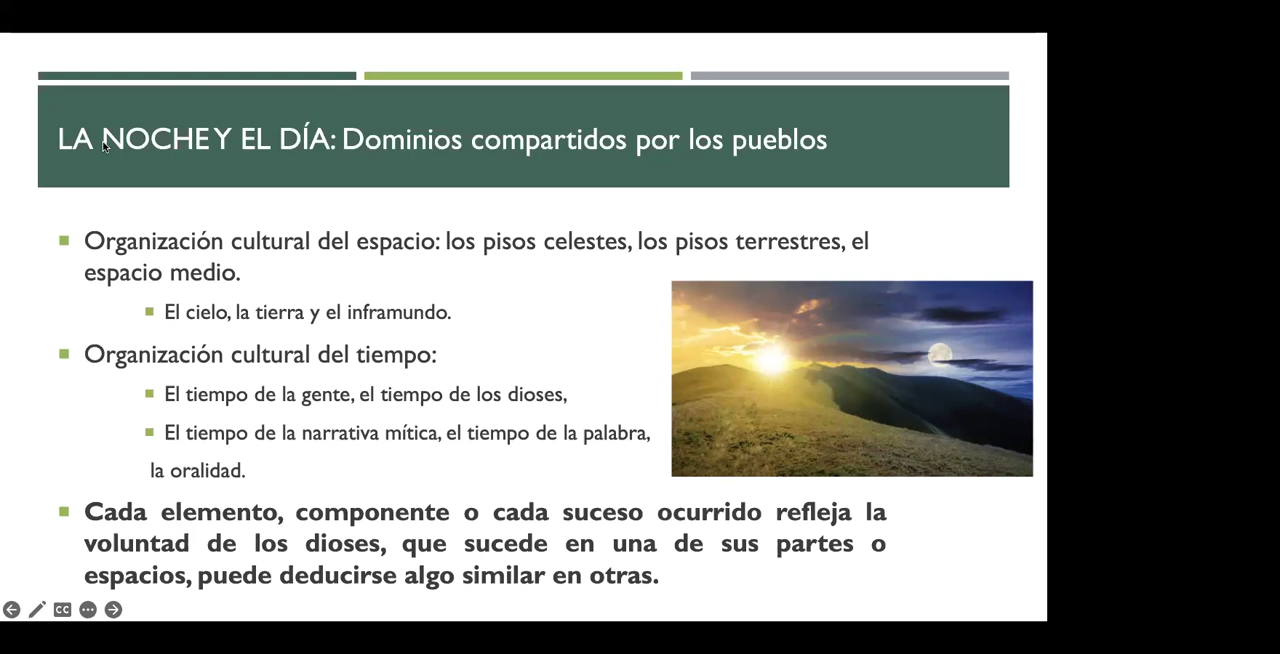 LA NOCHE Y EL DÍA: Dominios compartidos por los pueblos
Organización cultural del espacio: los pisos celestes, los pisos terrestres, el
espacio medio.
El cielo, la tierra y el inframundo.
Organización cultural del tiempo:
El tiempo de la gente, el tiempo de los dioses,
El tiempo de la narrativa mítica, el tiempo de la palabra,
la oralidad.
Cada elemento, componente o cada suceso ocurrido refleja la
voluntad de los dioses, que sucede en una de sus partes o
espacios, puede deducirse algo similar en otras.
CC